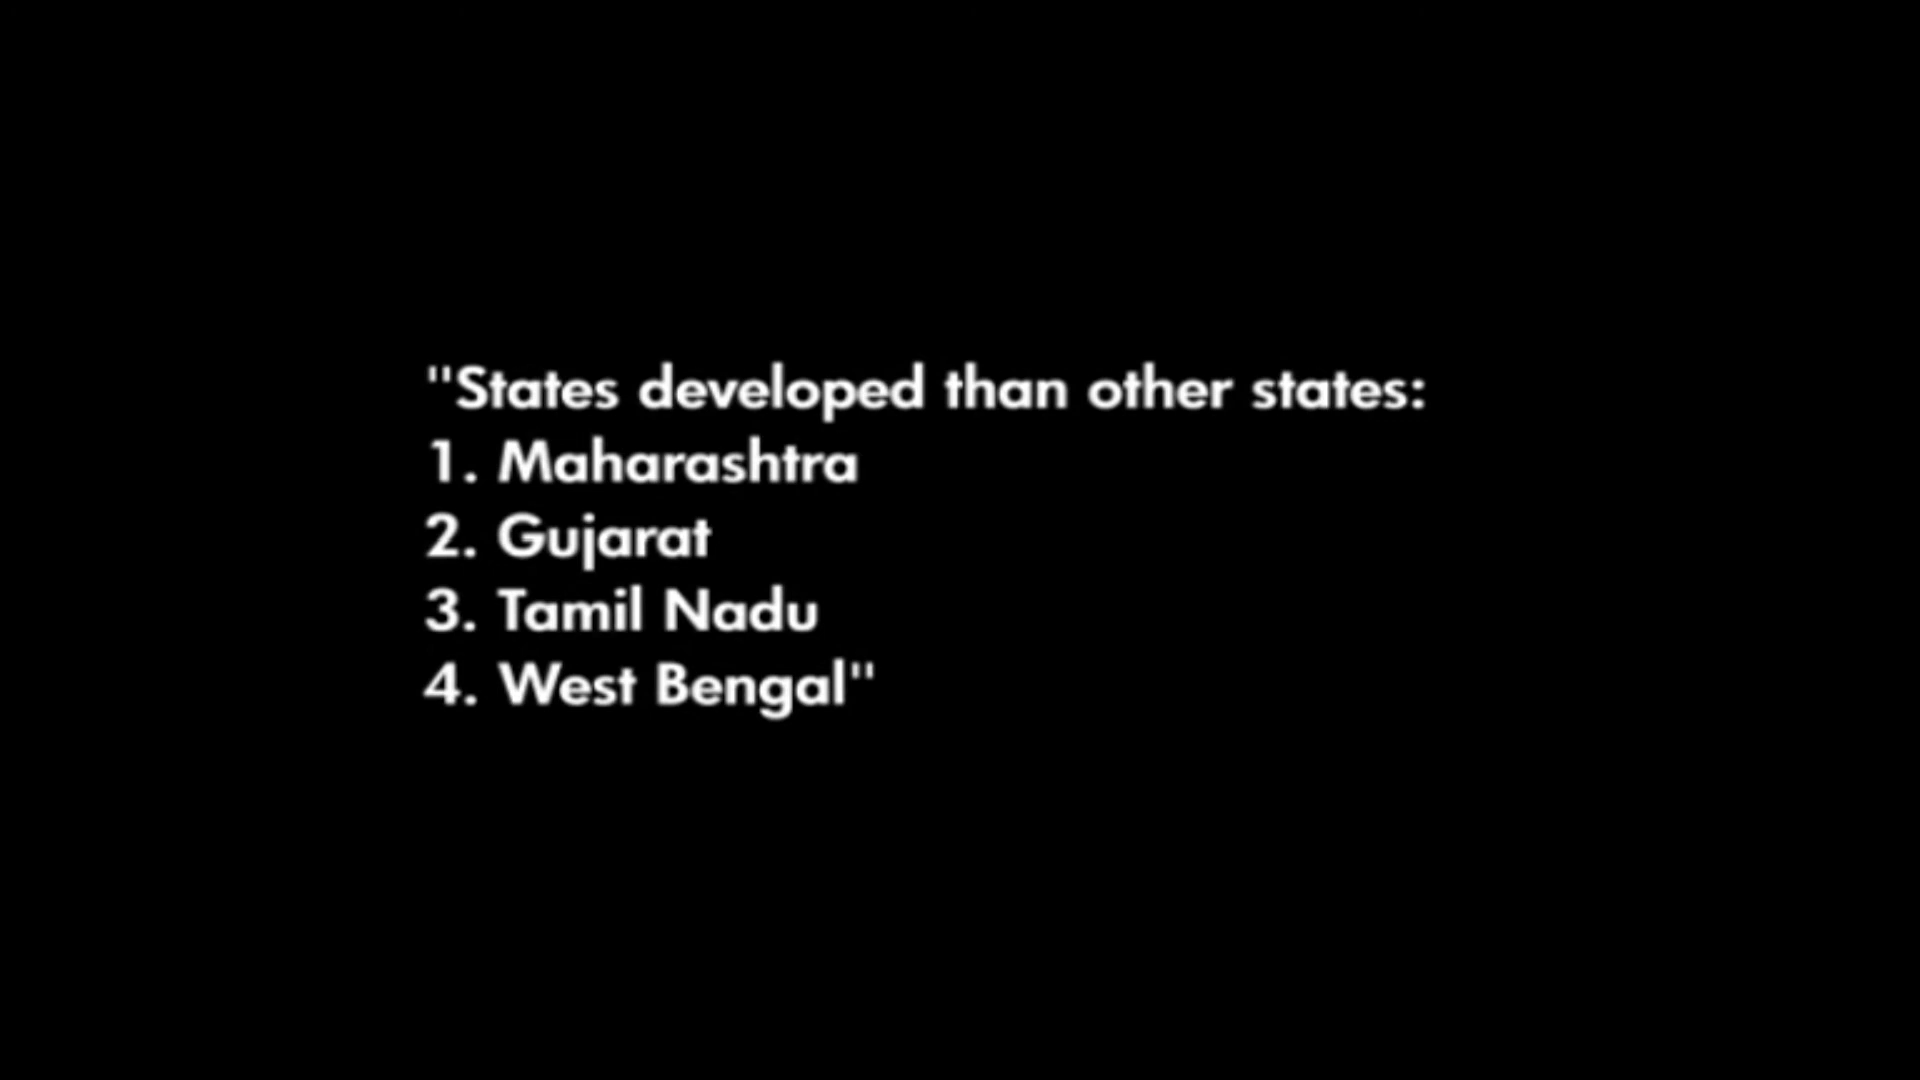 "States developed than other states:
1. Maharashtra
2. Gujarat
3. Tamil Nadu
4. West Bengal"